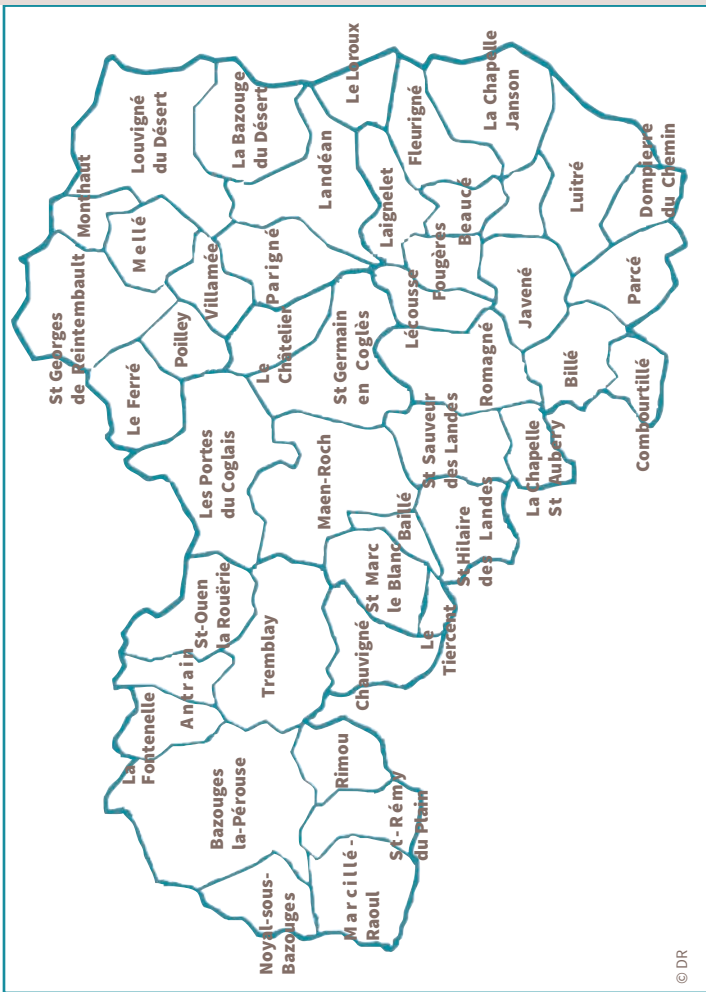 Noyal-sous-
Bazouges
Marcillé-
Raoul
St-Rémy
du Plain
Rimou
Bazouges
la-Pérouse
La
Fontenelle
Antrain
St-Ouen
la Rouërie
Tremblay
Chauvigné
Le
Tiercent
St Marc
le Blanc
Baillé
St Hilaire
des Landes
Maen-Roch
Les Portes
du Coglais
St Sauveur
des Landes
La Chapelle
St Aubery
Le Ferré
St Georges
de Reintembault
Poilley
Villamée
Mellé
Monthaut
Louvigné
du Désert
La Bazouge
du Désert
Le
Châtelier
Parigné
St Germain
en Coglès
Landéan
Le Loroux
Laignelet
Fleurigné
La Chapelle
Janson
Lécousse
Fougères
Beaucé
Romagné
Javené
Luitré
Dompierre
du Chemin
Billé
Parcé
Combourtillé
© DR